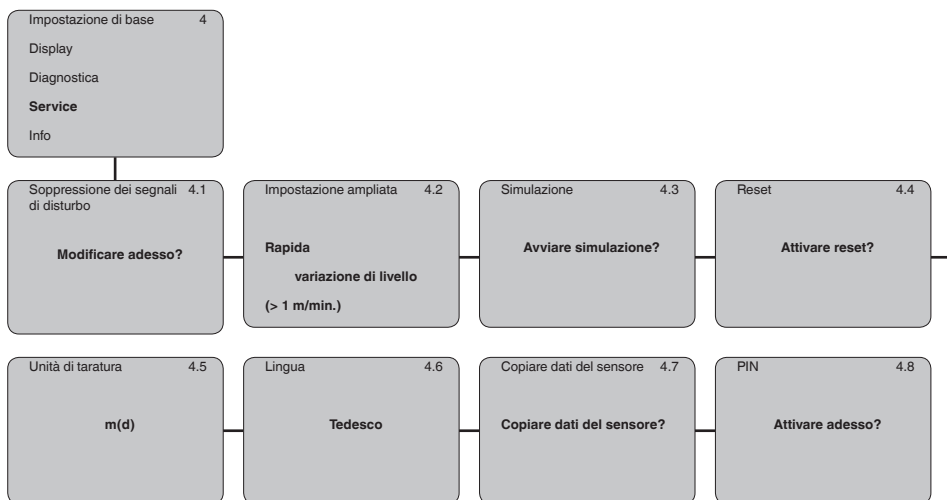 Impostazione di base 4
Display
Diagnostica
Service
Info
Soppressione dei segnali 4.1
di disturbo
Modificare adesso?
Impostazione ampliata 4.2
Rapida
variazione di livello
(> 1 m/min.)
Simulazione 4.3
Avviare simulazione?
Reset 4.4
Attivare reset?
Unità di taratura 4.5
m(d)
Lingua 4.6
Tedesco
Copiare dati del sensore 4.7
Copiare dati del sensore?
PIN 4.8
Attivare adesso?